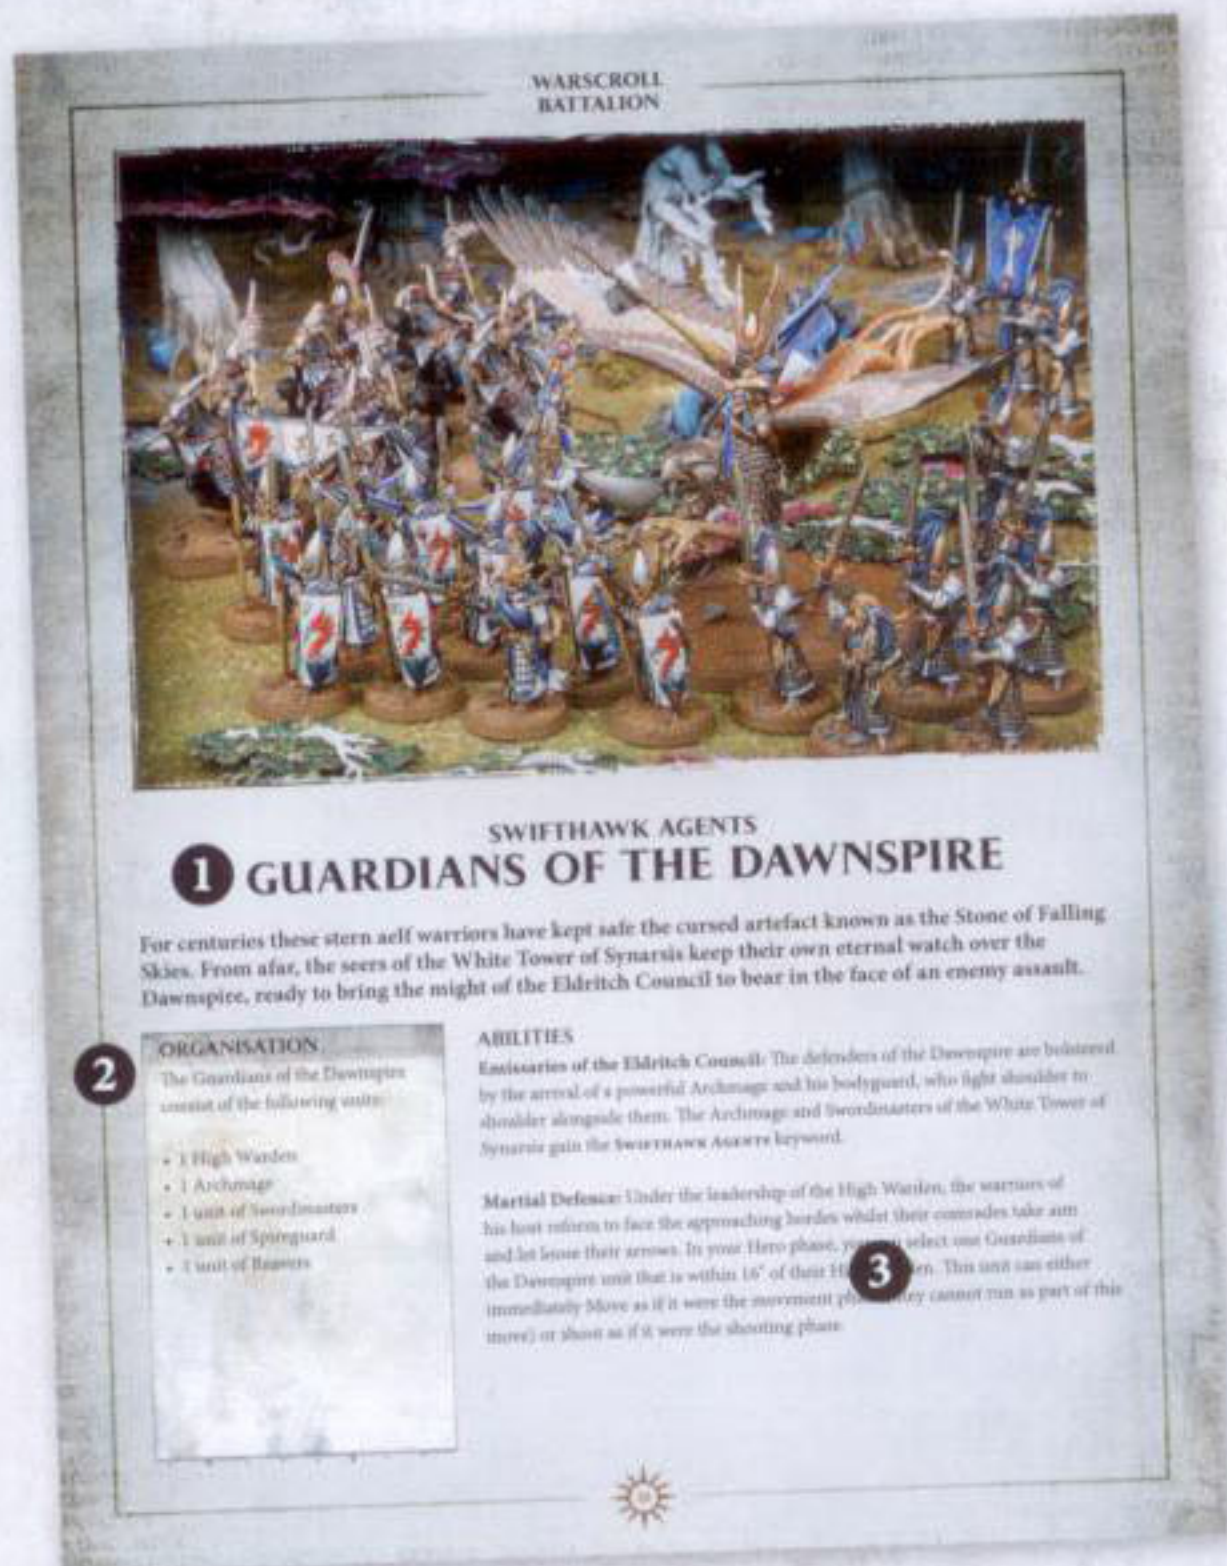 WARSCROLL
BATTALION
SWIFTHAWK AGENTS
1 GUARDIANS OF THE DAWNSPIRE
For centuries these stern aelf warriors have kept safe the cursed artefact known as the Stone of Falling
Skies. From afar, the seers of the White Tower of Synarsis keep their own eternal watch over the
Dawnspire, ready to bring the might of the Eldritch Council to bear in the face of an enemy assault.
2
ORGANISATION
The Guardians of the Dawnspire
consist of the following units:
• 1 High Warden
• 1 Archmage
• 1 unit of Swordmasters
• 1 unit of Spireguard
• 1 unit of Reavers
ABILITIES
Emissaries of the Eldritch Council: The defenders of the Dawnspire are bolstered
by the arrival of a powerful Archmage and his bodyguard, who fight shoulder to
shoulder alongside them. The Archmage and Swordmasters of the White Tower of
Synarsis gain the SWIFTHAWK AGENTS keyword.
Martial Defence: Under the leadership of the High Warden, the warriors of
his host reform to face the approaching hordes whilst their comrades take aim
and let loose their arrows. In your Hero phase, select one Guardians of
the Dawnspire unit that is within 16" of their 3 This unit can either
immediately Move as if it were the movement cannot run as part of this
move) or shoot as if it were the shooting phase.